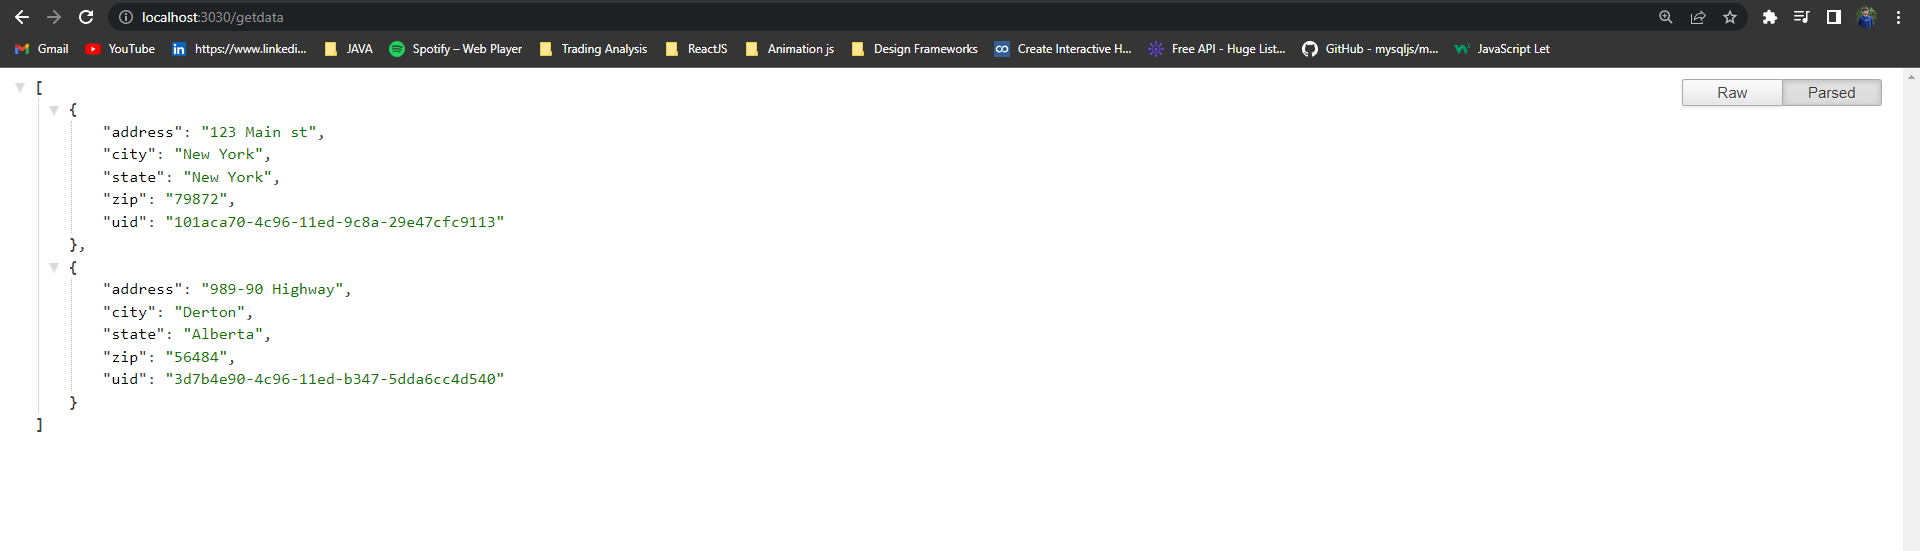 localhost:3030/getdata
Gmail YouTube https://www.linkedi... JAVA Spotify – Web Player Trading Analysis ReactJS Animation js Design Frameworks Create Interactive H... Free API - Huge List... GitHub - mysqljs/m... JavaScript Let
Raw Parsed
[
{
"address": "123 Main st",
"city": "New York",
"state": "New York",
"zip": "79872",
"uid": "101aca70-4c96-11ed-9c8a-29e47cfc9113"
},
{
"address": "989-90 Highway",
"city": "Derton",
"state": "Alberta",
"zip": "56484",
"uid": "3d7b4e90-4c96-11ed-b347-5dda6cc4d540"
}
]